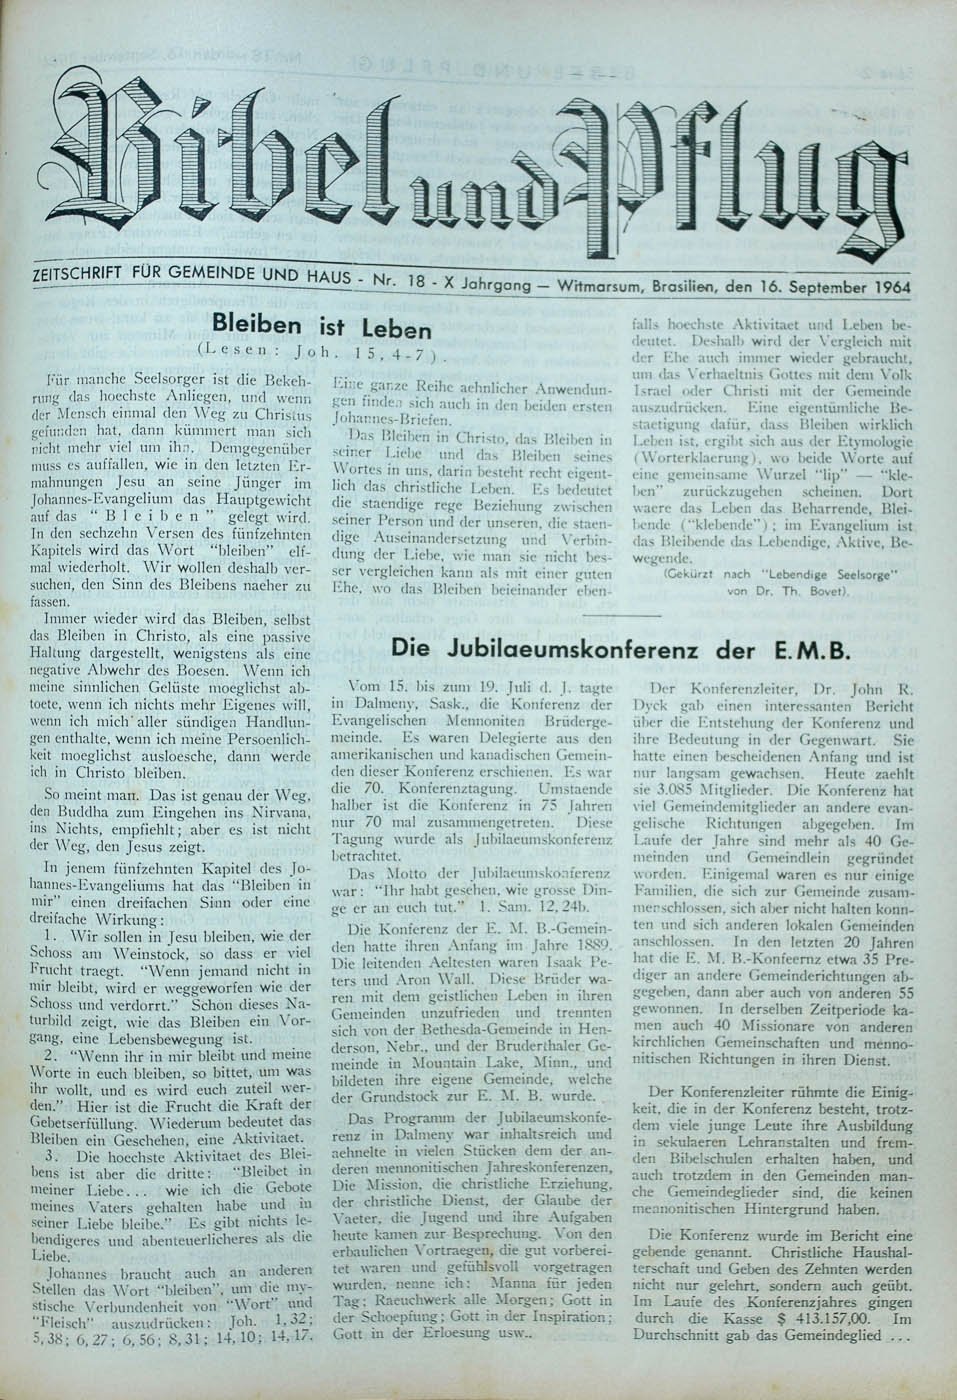 Bibel und Pflug
ZEITSCHRIFT FÜR GEMEINDE UND HAUS - Nr. 18 - X Jahrgang — Witmarsum, Brasilien, den 16. September 1964
Bleiben ist Leben
(Lesen: Joh. 15, 4-7).
Für manche Seelsorger ist die Bekeh-
rung das hoechste Anliegen, und wenn
der Mensch einmal den Weg zu Christus
gefunden hat, dann kümmert man sich
nicht mehr viel um ihn. Demgegenüber
muss es auffallen, wie in den letzten Er-
mahnungen Jesu an seine Jünger im
Johannes-Evangelium das Hauptgewicht
auf das "Bleiben" gelegt wird.
In den sechzehn Versen des fünfzehnten
Kapitels wird das Wort "bleiben" elf-
mal wiederholt. Wir wollen deshalb ver-
suchen, den Sinn des Bleibens naeher zu
fassen.
Immer wieder wird das Bleiben, selbst
das Bleiben in Christo, als eine passive
Haltung dargestellt, wenigstens als eine
negative Abwehr des Boesen. Wenn ich
meine sinnlichen Gelüste moeglichst ab-
toete, wenn ich nichts mehr Eigenes will,
wenn ich mich aller sündigen Handlun-
gen enthalte, wenn ich meine Persoenlich-
keit moeglichst ausloesche, dann werde
ich in Christo bleiben.
So meint man. Das ist genau der Weg,
den Buddha zum Eingehen ins Nirvana,
ins Nichts, empfiehlt; aber es ist nicht
der Weg, den Jesus zeigt.
In jenem fünfzehnten Kapitel des Jo-
hannes-Evangeliums hat das "Bleiben in
mir" einen dreifachen Sinn oder eine
dreifache Wirkung:
1. Wir sollen in Jesu bleiben, wie der
Schoss am Weinstock, so dass er viel
Frucht traegt. "Wenn jemand nicht in
mir bleibt, wird er weggeworfen wie der
Schoss und verdorrt." Schon dieses Na-
turbild zeigt, wie das Bleiben ein Vor-
gang, eine Lebensbewegung ist.
2. "Wenn ihr in mir bleibt und meine
Worte in euch bleiben, so bittet, um was
ihr wollt, und es wird euch zuteil wer-
den." Hier ist die Frucht die Kraft der
Gebetserfüllung. Wiederum bedeutet das
Bleiben ein Geschehen, eine Aktivitaet.
3. Die hoechste Aktivitaet des Blei-
bens ist aber die dritte: "Bleibet in
meiner Liebe... wie ich die Gebote
meines Vaters gehalten habe und in
seiner Liebe bleibe." Es gibt nichts le-
bendigeres und abenteuerlicheres als die
Liebe.
Johannes braucht auch an anderen
Stellen das Wort "bleiben", um die my-
stische Verbundenheit von "Wort" und
"Fleisch" auszudrücken: Joh. 1,32;
5,38; 6,27; 6,56; 8,31; 14,10; 14,17.
Eine ganze Reihe aehnlicher Anwendun-
gen finden sich auch in den beiden ersten
Johannes-Briefen.
Das Bleiben in Christo, das Bleiben in
seiner Liebe und das Bleiben seines
Wortes in uns, darin besteht recht eigent-
lich das christliche Leben. Es bedeutet
die staendige rege Beziehung zwischen
seiner Person und der unseren, die staen-
dige Auseinandersetzung und Verbin-
dung der Liebe, wie man sie nicht bes-
ser vergleichen kann als mit einer guten
Ehe, wo das Bleiben beieinander eben-
falls hoechste Aktivitaet und Leben be-
deutet. Deshalb wird der Vergleich mit
der Ehe auch immer wieder gebraucht,
um das Verhaeltnis Gottes mit dem Volk
Israel oder Christi mit der Gemeinde
auszudrücken. Eine eigentümliche Be-
staetigung dafür, dass Bleiben wirklich
Leben ist, ergibt sich aus der Etymologie
(Worterklaerung), wo beide Worte auf
eine gemeinsame Wurzel "lip" — "kle-
ben" zurückzugehen scheinen. Dort
waere das Leben das Beharrende, Blei-
bende ("klebende"); im Evangelium ist
das Bleibende das Lebendige, Aktive, Be-
wegende.
(Gekürzt nach "Lebendige Seelsorge"
von Dr. Th. Bovet).
Die Jubilaeumskonferenz der E.M.B.
Vom 15. bis zum 19. Juli d. J. tagte
in Dalmeny, Sask., die Konferenz der
Evangelischen Mennoniten Brüderge-
meinde. Es waren Delegierte aus den
amerikanischen und kanadischen Gemein-
den dieser Konferenz erschienen. Es war
die 70. Konferenztagung. Umstaende
halber ist die Konferenz in 75 Jahren
nur 70 mal zusammengetreten. Diese
Tagung wurde als Jubilaeumskonferenz
betrachtet.
Das Motto der Jubilaeumskonferenz
war: "Ihr habt gesehen, wie grosse Din-
ge er an euch tut." 1. Sam. 12,24b.
Die Konferenz der E. M. B.-Gemein-
den hatte ihren Anfang im Jahre 1889.
Die leitenden Aeltesten waren Isaak Pe-
ters und Aron Wall. Diese Brüder wa-
ren mit dem geistlichen Leben in ihren
Gemeinden unzufrieden und trennten
sich von der Bethesda-Gemeinde in Hen-
derson, Nebr., und der Bruderthaler Ge-
meinde in Mountain Lake, Minn., und
bildeten ihre eigene Gemeinde, welche
der Grundstock zur E. M. B. wurde.
Das Programm der Jubilaeumskonfe-
renz in Dalmeny war inhaltsreich und
aehnelte in vielen Stücken dem der an-
deren mennonitischen Jahreskonferenzen,
Die Mission, die christliche Erziehung,
der christliche Dienst, der Glaube der
Vaeter, die Jugend und ihre Aufgaben
heute kamen zur Besprechung. Von den
erbaulichen Vortraegen, die gut vorberei-
tet waren und gefühlsvoll vorgetragen
wurden, nenne ich: Manna für jeden
Tag; Raeuchwerk alle Morgen; Gott in
der Schoepfung; Gott in der Inspiration;
Gott in der Erloesung usw..
Der Konferenzleiter, Dr. John R.
Dyck gab einen interessanten Bericht
über die Entstehung der Konferenz und
ihre Bedeutung in der Gegenwart. Sie
hatte einen bescheidenen Anfang und ist
nur langsam gewachsen. Heute zaehlt
sie 3.085 Mitglieder. Die Konferenz hat
viel Gemeindemitglieder an andere evan-
gelische Richtungen abgegeben. Im
Laufe der Jahre sind mehr als 40 Ge-
meinden und Gemeindlein gegründet
worden. Einigemal waren es nur einige
Familien, die sich zur Gemeinde zusam-
menschlossen, sich aber nicht halten konn-
ten und sich anderen lokalen Gemeinden
anschlossen. In den letzten 20 Jahren
hat die E. M. B.-Konfeernz etwa 35 Pre-
diger an andere Gemeinderichtungen ab-
gegeben, dann aber auch von anderen 55
gewonnen. In derselben Zeitperiode ka-
men auch 40 Missionare von anderen
kirchlichen Gemeinschaften und menno-
nitischen Richtungen in ihren Dienst.
Der Konferenzleiter rühmte die Einig-
keit, die in der Konferenz besteht, trotz-
dem viele junge Leute ihre Ausbildung
in sekulaeren Lehranstalten und frem-
den Bibelschulen erhalten haben, und
auch trotzdem in den Gemeinden man-
che Gemeindeglieder sind, die keinen
mennonitischen Hintergrund haben.
Die Konferenz wurde im Bericht eine
gebende genannt. Christliche Haushal-
terschaft und Geben des Zehnten werden
nicht nur gelehrt, sondern auch geübt.
Im Laufe des Konferenzjahres gingen
durch die Kasse $ 413.157,00. Im
Durchschnitt gab das Gemeindeglied ...